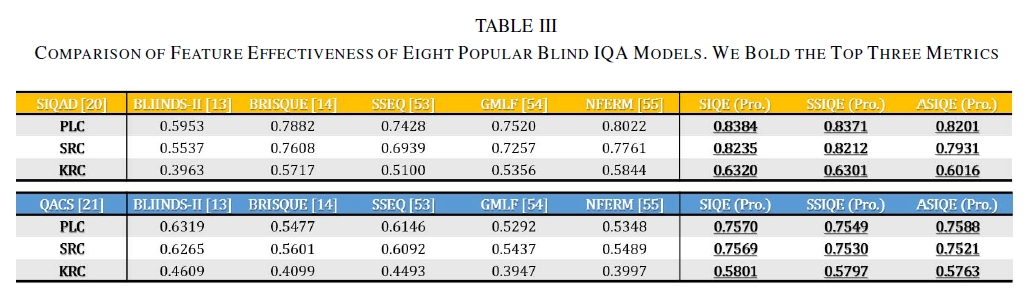 TABLE III
COMPARISON OF FEATURE EFFECTIVENESS OF EIGHT POPULAR BLIND IQA MODELS. WE BOLD THE TOP THREE METRICS
SIQAD [20] BLIINDS-II [13] BRISQUE [14] SSEQ [53] GMLF [54] NFERM [55] SIQE (Pro.) SSIQE (Pro.) ASIQE (Pro.)
PLC 0.5953 0.7882 0.7428 0.7520 0.8022 0.8384 0.8371 0.8201
SRC 0.5537 0.7608 0.6939 0.7257 0.7761 0.8235 0.8212 0.7931
KRC 0.3963 0.5717 0.5100 0.5356 0.5844 0.6320 0.6301 0.6016
QACS [21] BLIINDS-II [13] BRISQUE [14] SSEQ [53] GMLF [54] NFERM [55] SIQE (Pro.) SSIQE (Pro.) ASIQE (Pro.)
PLC 0.6319 0.5477 0.6146 0.5292 0.5348 0.7570 0.7549 0.7588
SRC 0.6265 0.5601 0.6092 0.5437 0.5489 0.7569 0.7530 0.7521
KRC 0.4609 0.4099 0.4493 0.3947 0.3997 0.5801 0.5797 0.5763